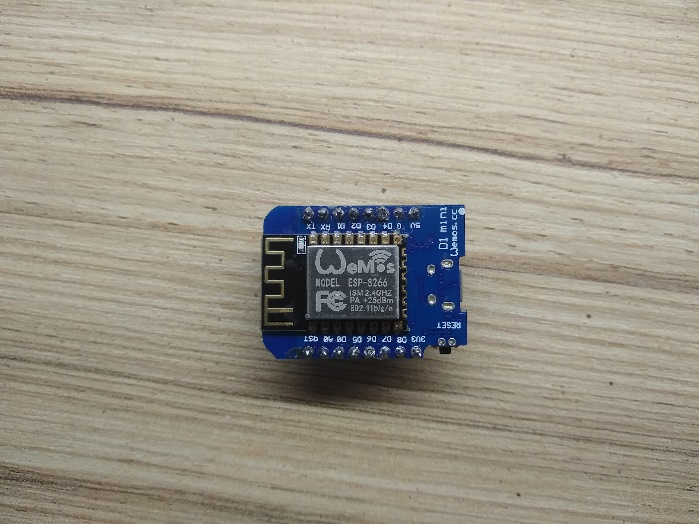 TX RX D1 D2 D3 D4 G 5V
D1 mini
Wemos.cc
WeMos
MODEL ESP-8266
ISM 2.4GHZ
PA +25dBm
802.11b/g/n
FC
RESET
RST A0 D0 D5 D6 D7 D8 3V3